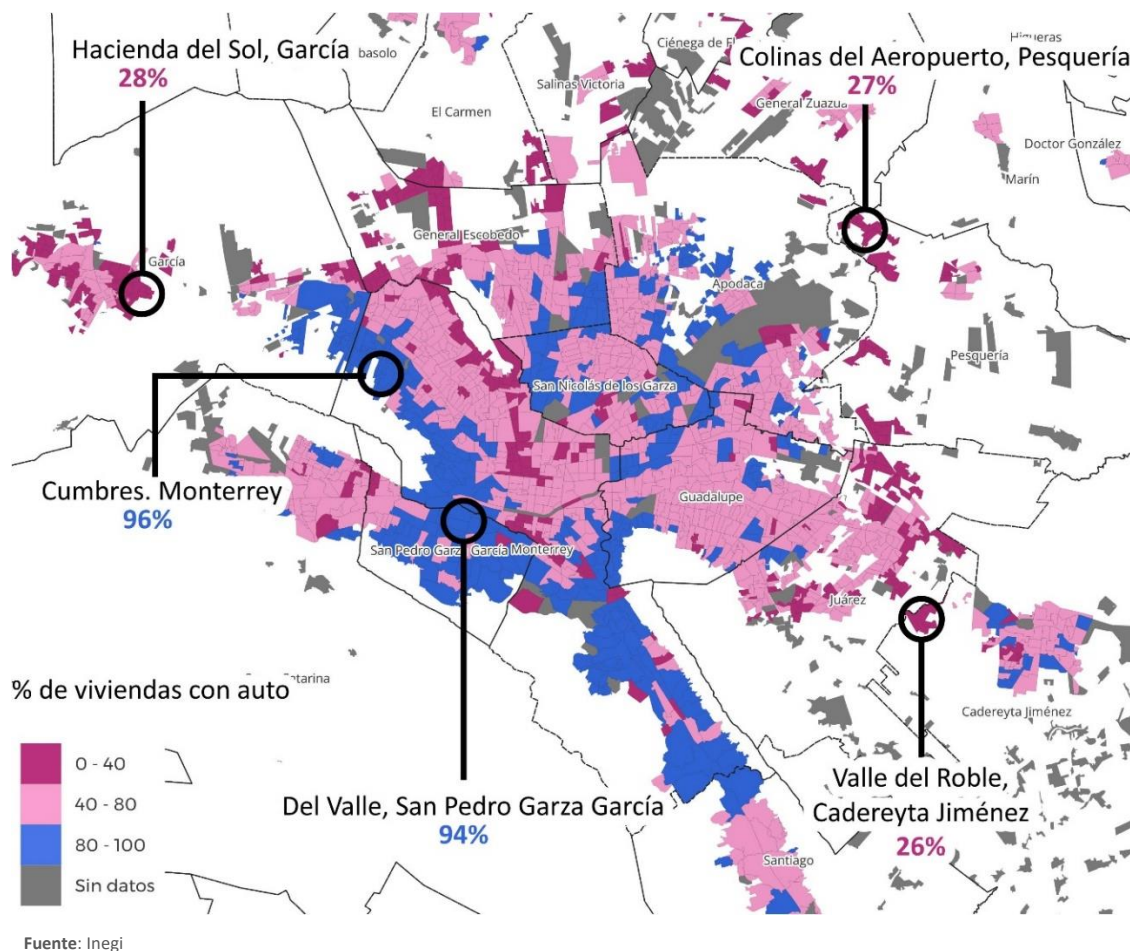 Hacienda del Sol, García
28%
basolo
Ciénega de F
Higueras
Colinas del Aeropuerto, Pesquería
27%
Salinas Victoria
General Zuazua
El Carmen
Doctor González
Marín
General Escobedo
García
Apodaca
Pesquería
San Nicolás de los Garza
Cumbres. Monterrey
96%
Guadalupe
San Pedro Garza García
Monterrey
Juárez
% de viviendas con auto
tarina
0 - 40
40 - 80
80 - 100
Sin datos
Cadereyta Jiménez
Del Valle, San Pedro Garza García
94%
Valle del Roble,
Cadereyta Jiménez
26%
Santiago
Fuente: Inegi